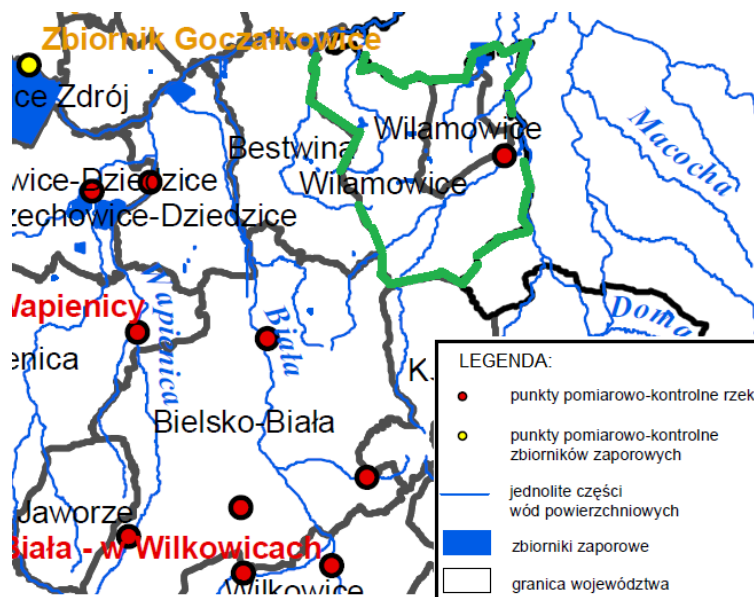 Zbiornik Goczałkowice
ce Zdrój
Wilamowice
Bestwina
Macocha
wice-Dziedzice
Wilamowice
zechowice-Dziedzice
Wapienicy
Wapienica
Biała
Doma
enica
K
Bielsko-Biała
Jaworze
Biała - w Wilkowicach
Wilkowice
LEGENDA:
punkty pomiarowo-kontrolne rzek
punkty pomiarowo-kontrolne
zbiorników zaporowych
jednolite części
wód powierzchniowych
zbiorniki zaporowe
granica województwa